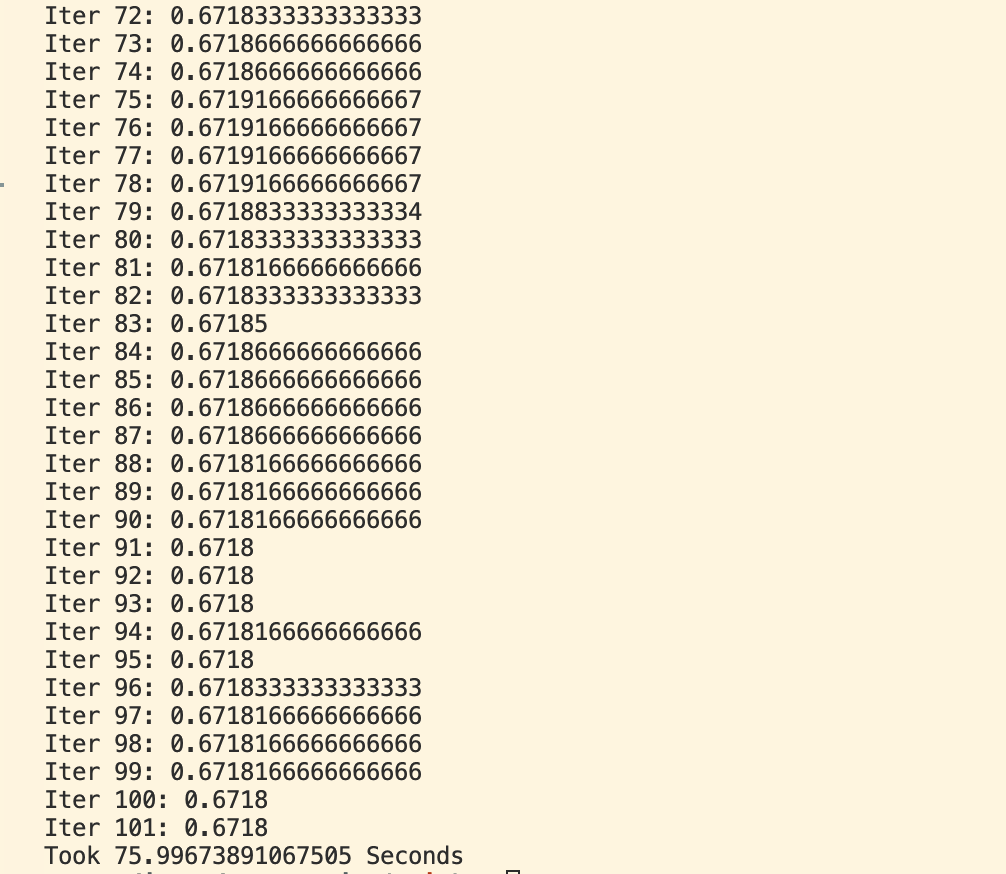 Iter 72: 0.6718333333333333
Iter 73: 0.6718666666666666
Iter 74: 0.6718666666666666
Iter 75: 0.6719166666666667
Iter 76: 0.6719166666666667
Iter 77: 0.6719166666666667
Iter 78: 0.6719166666666667
Iter 79: 0.6718833333333334
Iter 80: 0.6718333333333333
Iter 81: 0.6718166666666666
Iter 82: 0.6718333333333333
Iter 83: 0.67185
Iter 84: 0.6718666666666666
Iter 85: 0.6718666666666666
Iter 86: 0.6718666666666666
Iter 87: 0.6718666666666666
Iter 88: 0.6718166666666666
Iter 89: 0.6718166666666666
Iter 90: 0.6718166666666666
Iter 91: 0.6718
Iter 92: 0.6718
Iter 93: 0.6718
Iter 94: 0.6718166666666666
Iter 95: 0.6718
Iter 96: 0.6718333333333333
Iter 97: 0.6718166666666666
Iter 98: 0.6718166666666666
Iter 99: 0.6718166666666666
Iter 100: 0.6718
Iter 101: 0.6718
Took 75.99673891067505 Seconds